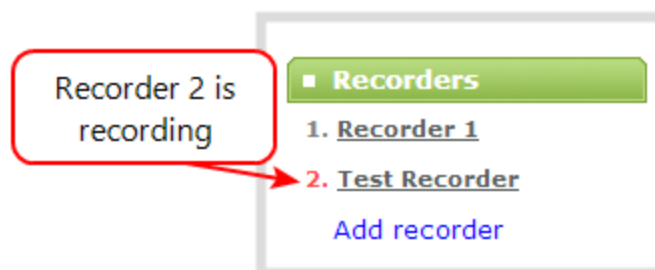 Recorder 2 is
recording
Recorders
1. Recorder 1
2. Test Recorder
Add recorder